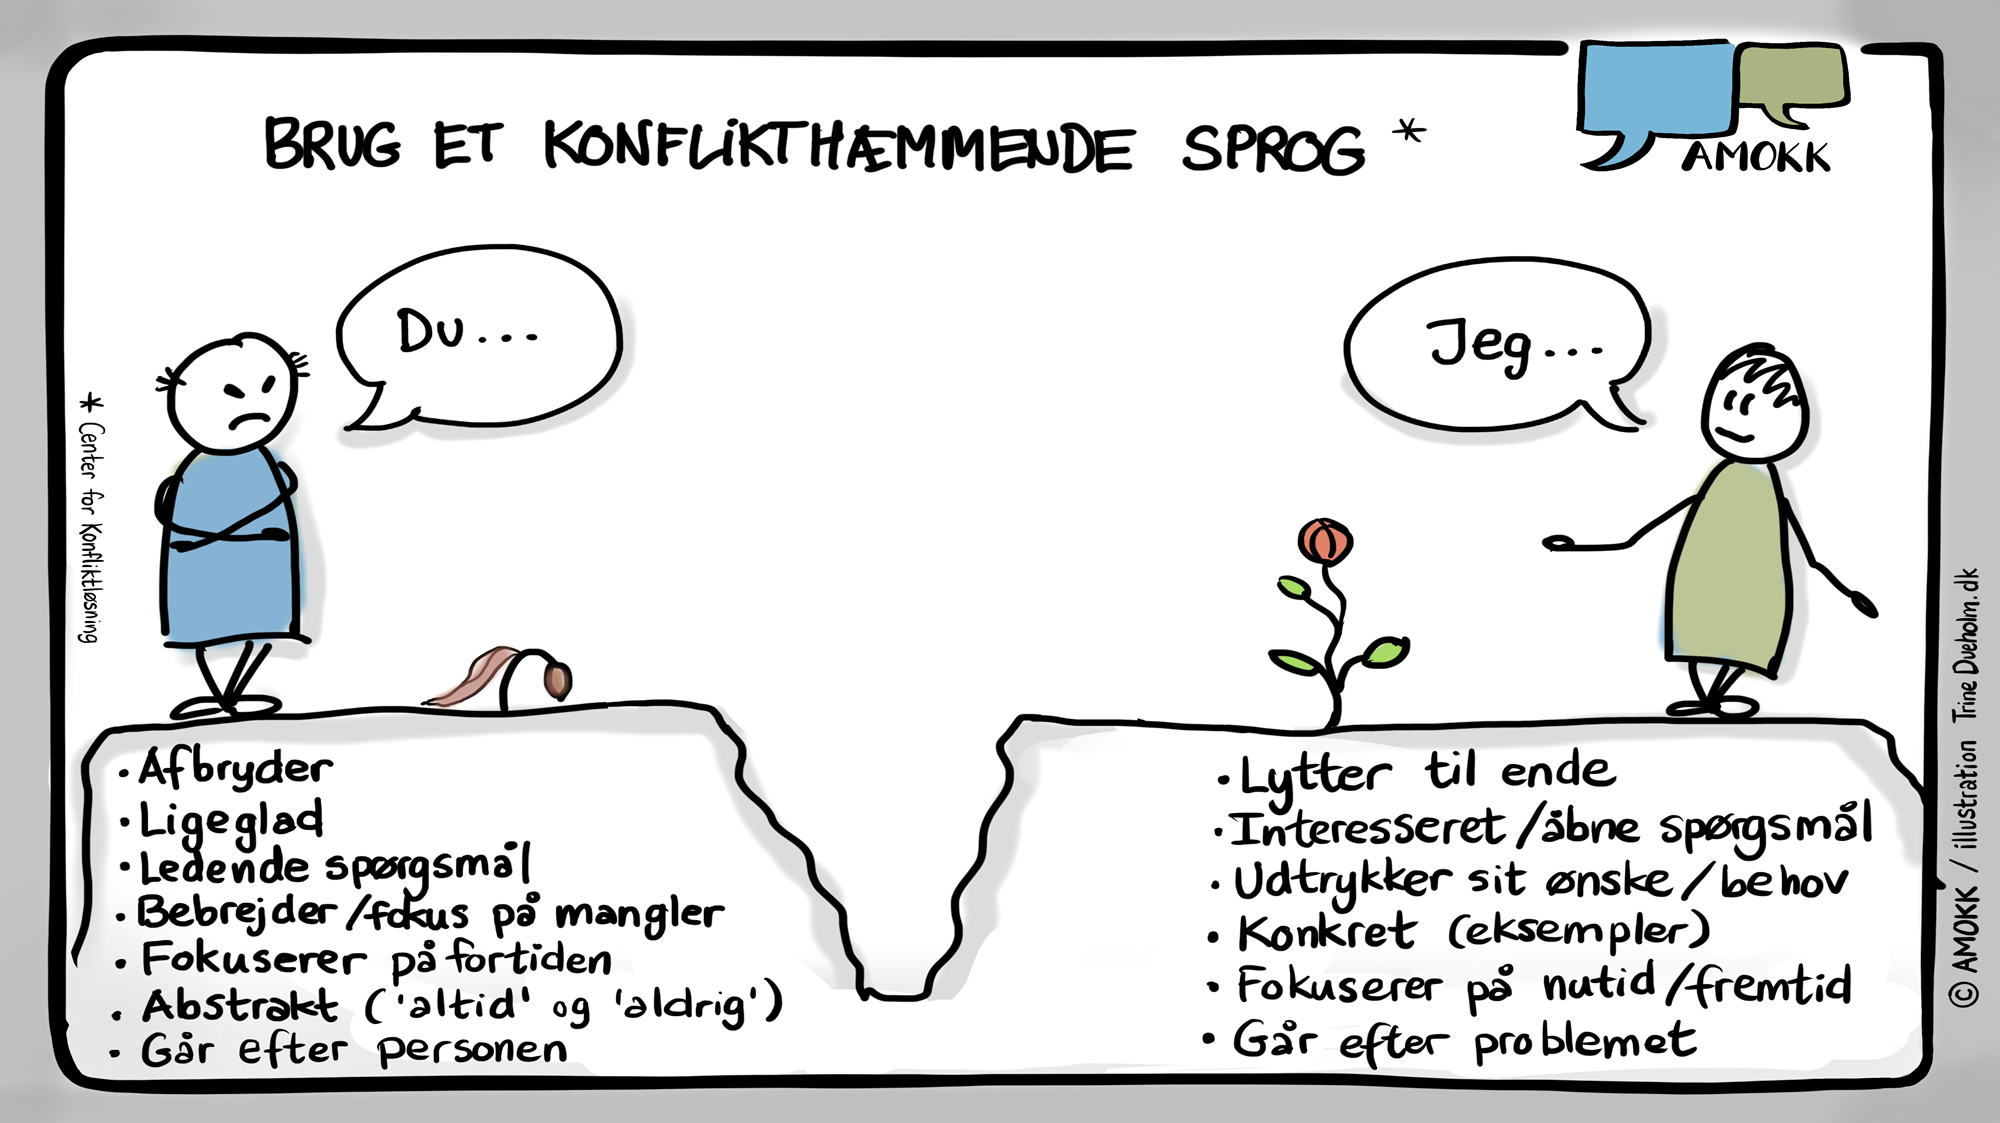 BRUG ET KONFLIKTHÆMMENDE SPROG *
AMOKK
Du...
Jeg...
* Center for Konfliktløsning
• Afbryder
• Ligeglad
• Ledende spørgsmål
• Bebrejder/fokus på mangler
• Fokuserer på fortiden
• Abstrakt ('altid' og 'aldrig')
• Går efter personen
• Lytter til ende
• Interesseret/åbne spørgsmål
• Udtrykker sit ønske/behov
• Konkret (eksempler)
• Fokuserer på nutid/fremtid
• Går efter problemet
© AMOKK / illustration Trine Dueholm.dk